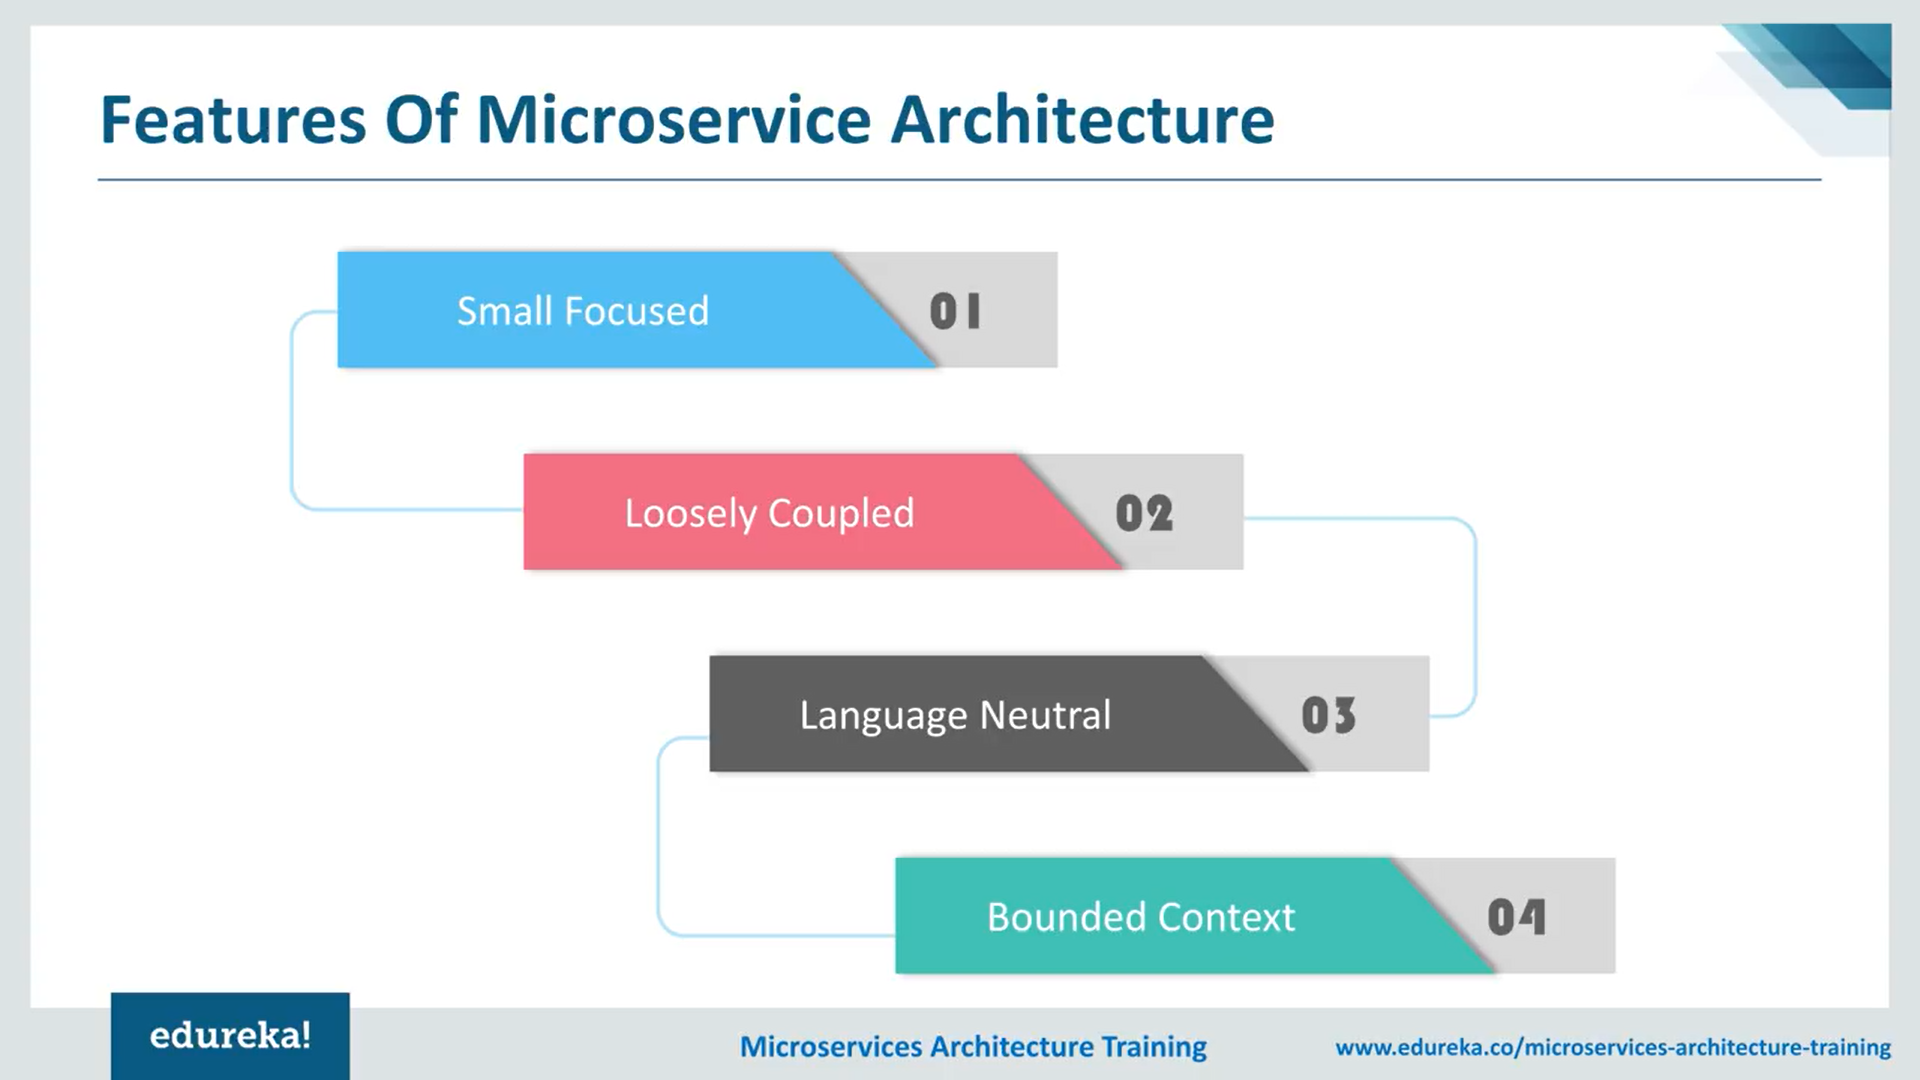 Features Of Microservice Architecture
Small Focused 01
Loosely Coupled 02
Language Neutral 03
Bounded Context 04
edureka!
Microservices Architecture Training
www.edureka.co/microservices-architecture-training